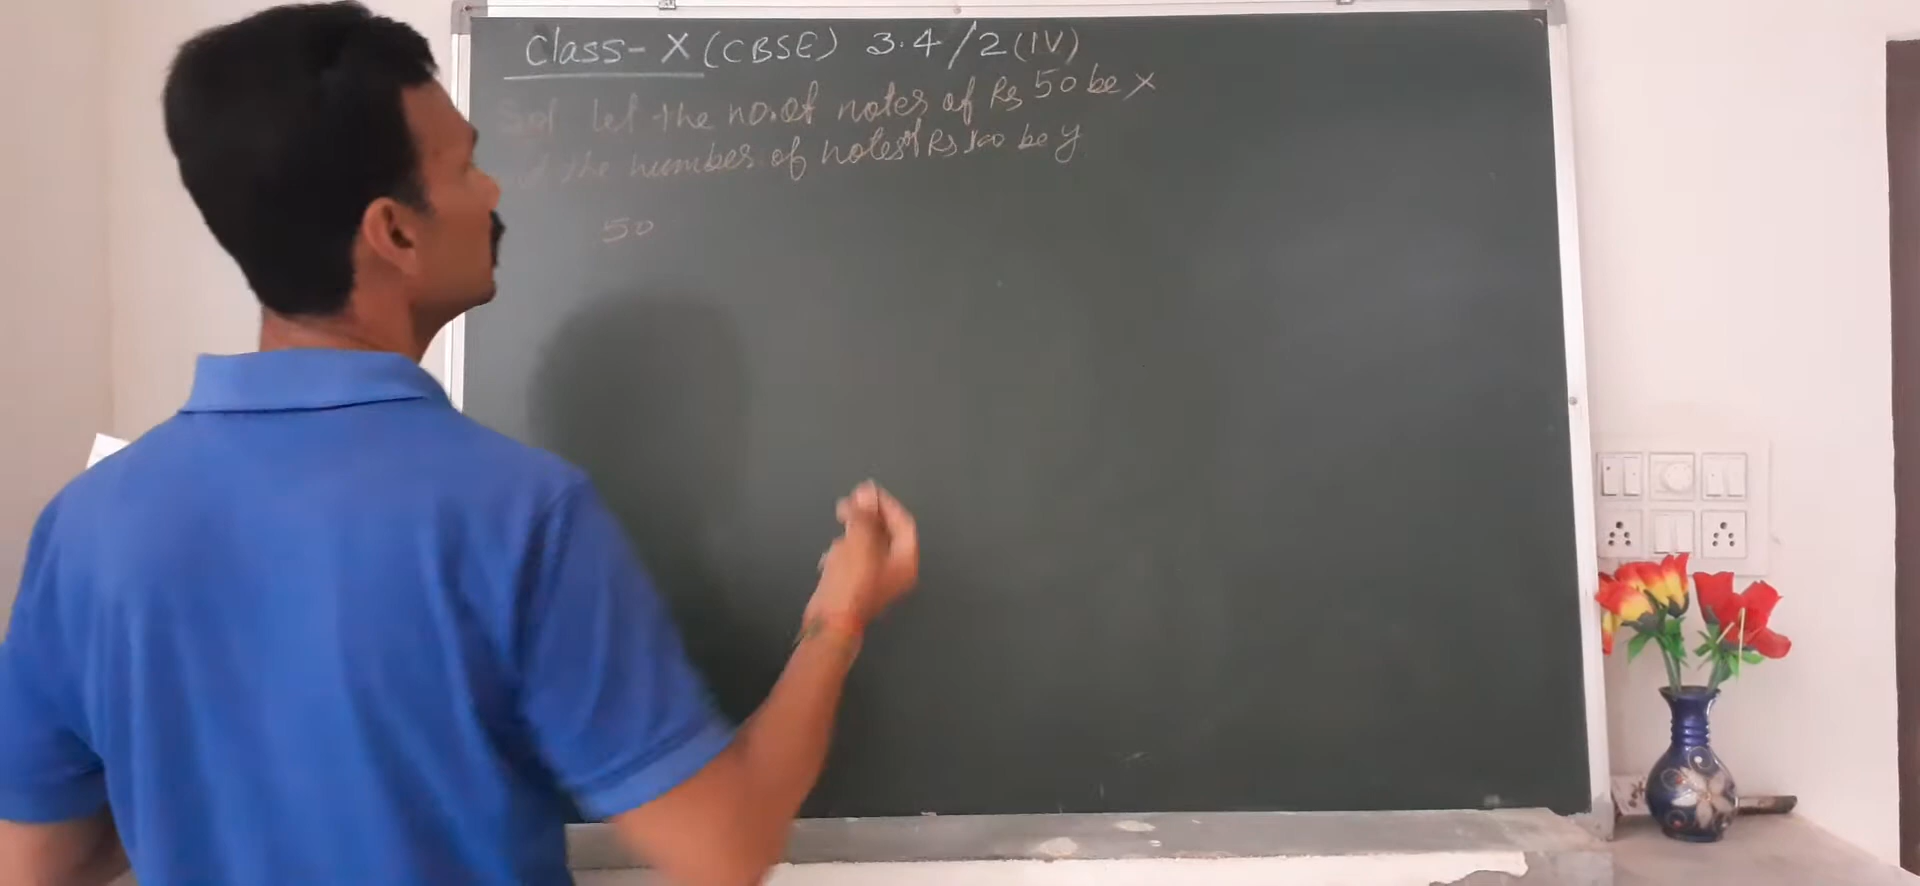 Class- X (CBSE) 3.4/2(IV)
Sol let the no.of notes of Rs 50 be x
the number of notes of Rs 100 be y
50